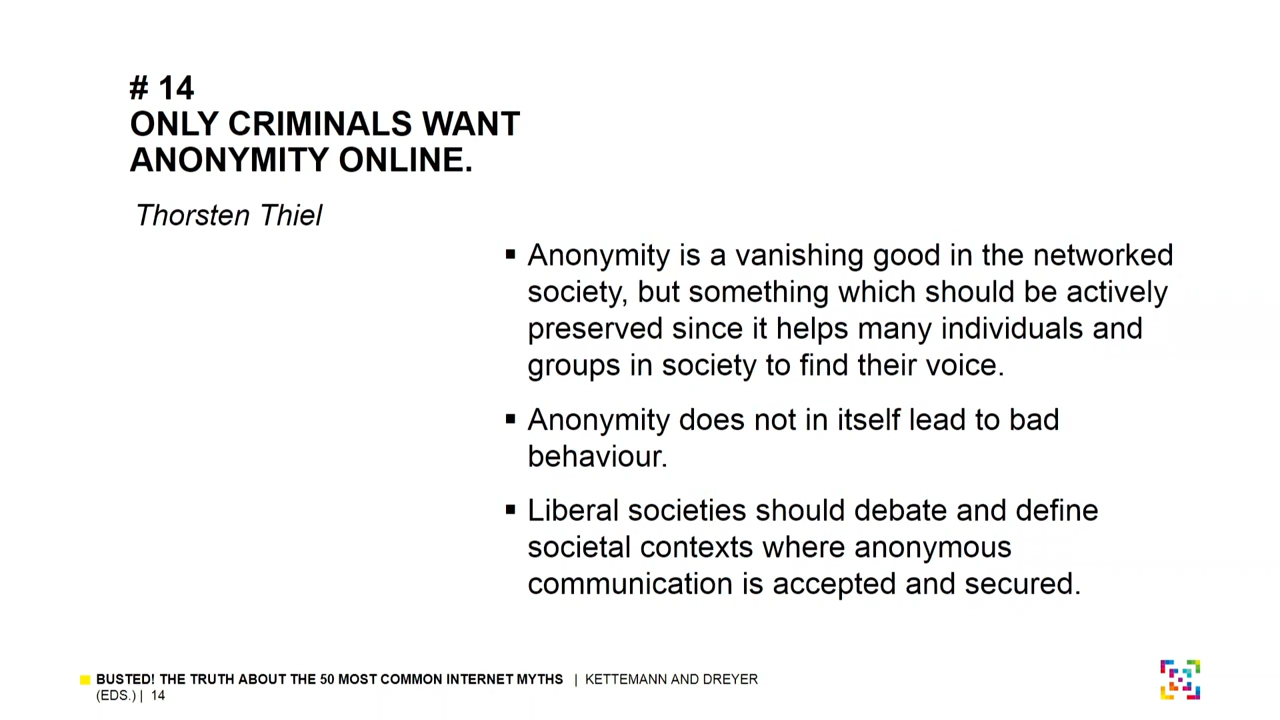 # 14
ONLY CRIMINALS WANT
ANONYMITY ONLINE.
Thorsten Thiel
▪ Anonymity is a vanishing good in the networked
society, but something which should be actively
preserved since it helps many individuals and
groups in society to find their voice.
▪ Anonymity does not in itself lead to bad
behaviour.
▪ Liberal societies should debate and define
societal contexts where anonymous
communication is accepted and secured.
BUSTED! THE TRUTH ABOUT THE 50 MOST COMMON INTERNET MYTHS | KETTEMANN AND DREYER
(EDS.) | 14